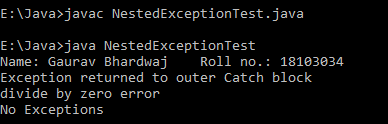 E:\Java>javac NestedExceptionTest.java
E:\Java>java NestedExceptionTest
Name: Gaurav Bhardwaj    Roll no.: 18103034
Exception returned to outer Catch block
divide by zero error
No Exceptions